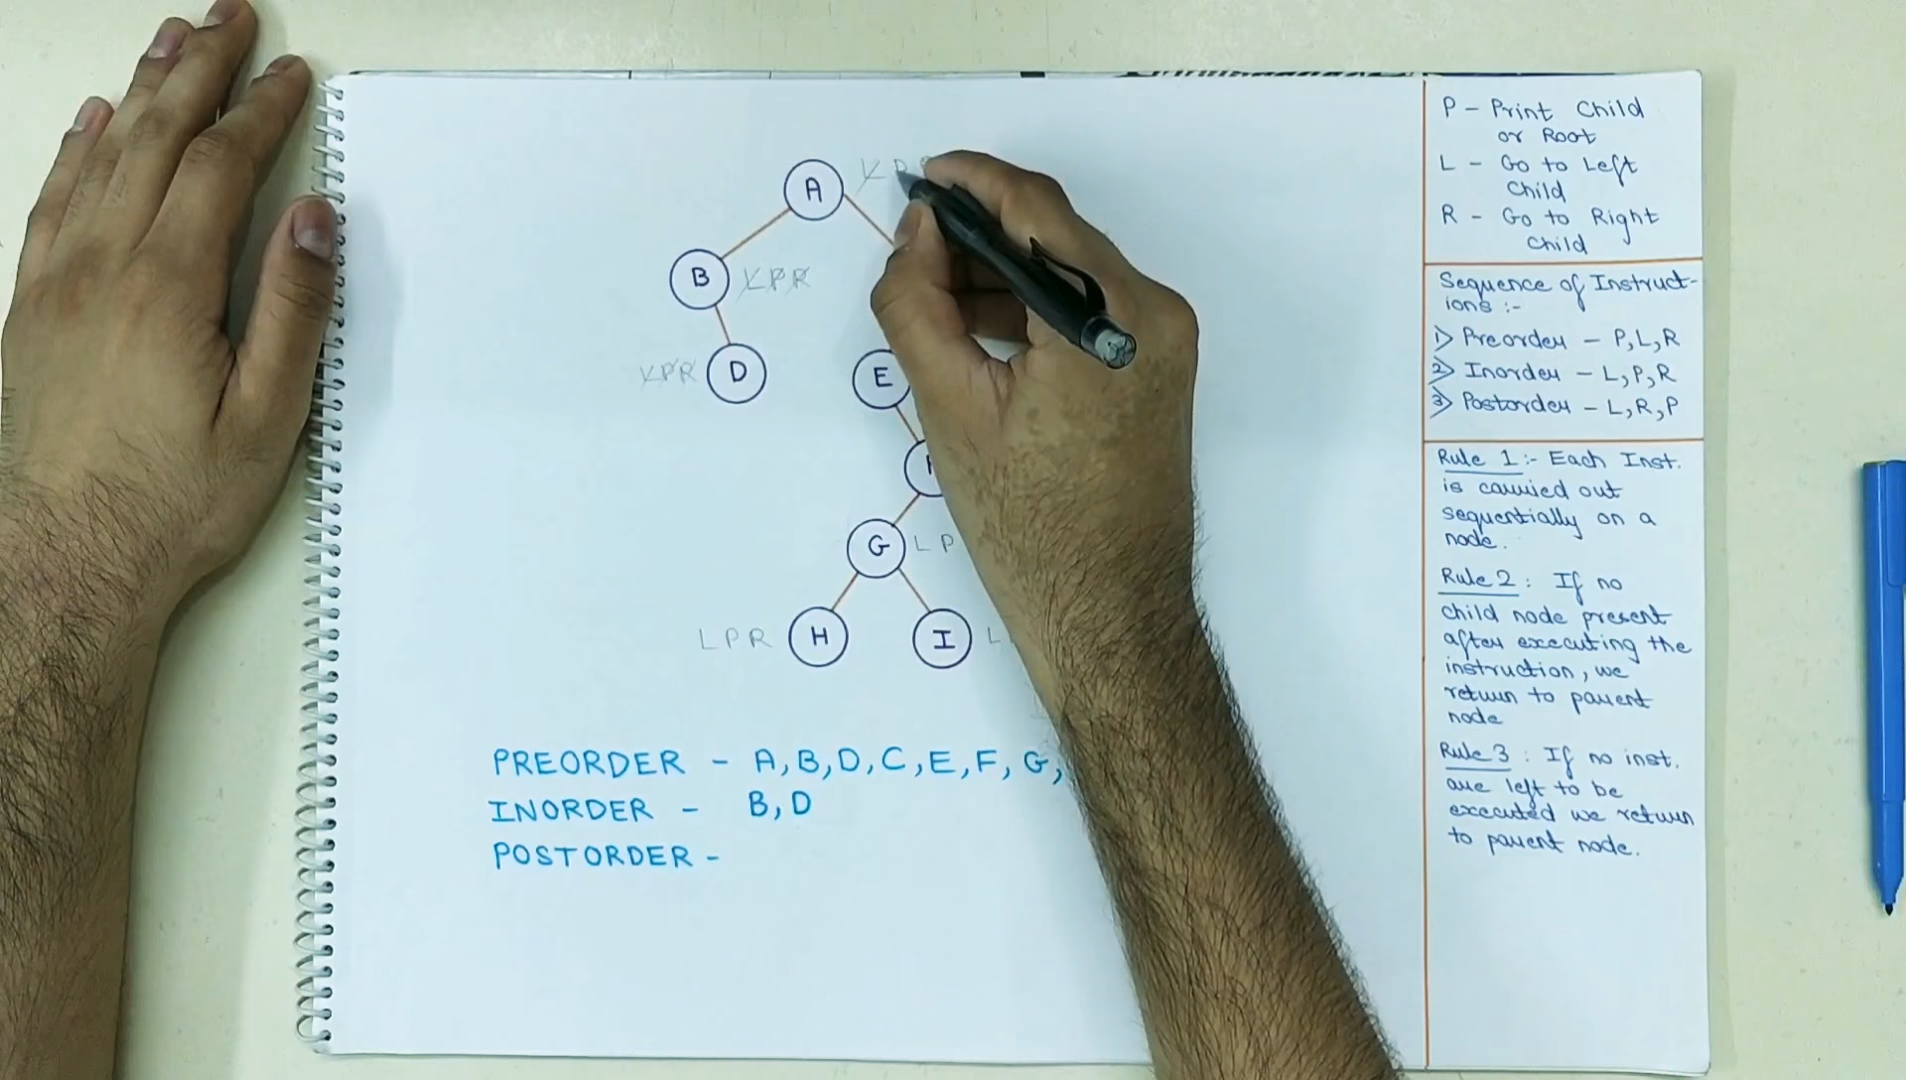 A
B LPR
LPR D
E
G LP
LPR H
I L
PREORDER - A,B,D,C,E,F,G,
INORDER - B,D
POSTORDER -
P - Print Child
or Root
L - Go to Left
Child
R - Go to Right
Child
Sequence of Instruct-
ions :-
1> Preorder - P,L,R
2> Inorder - L,P,R
3> Postorder - L,R,P
Rule 1 :- Each Inst.
is carried out
sequentially on a
node.
Rule 2 : If no
child node present
after executing the
instruction, we
return to parent
node
Rule 3 : If no inst.
are left to be
executed we return
to parent node.